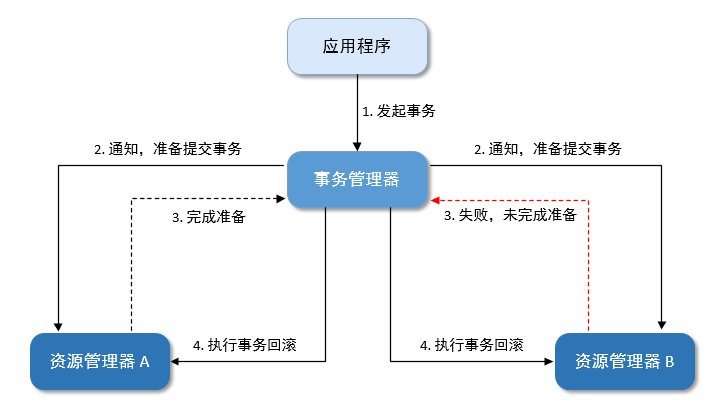 应用程序
1. 发起事务
2. 通知，准备提交事务
2. 通知，准备提交事务
事务管理器
3. 完成准备
3. 失败，未完成准备
4. 执行事务回滚
4. 执行事务回滚
资源管理器 A
资源管理器 B